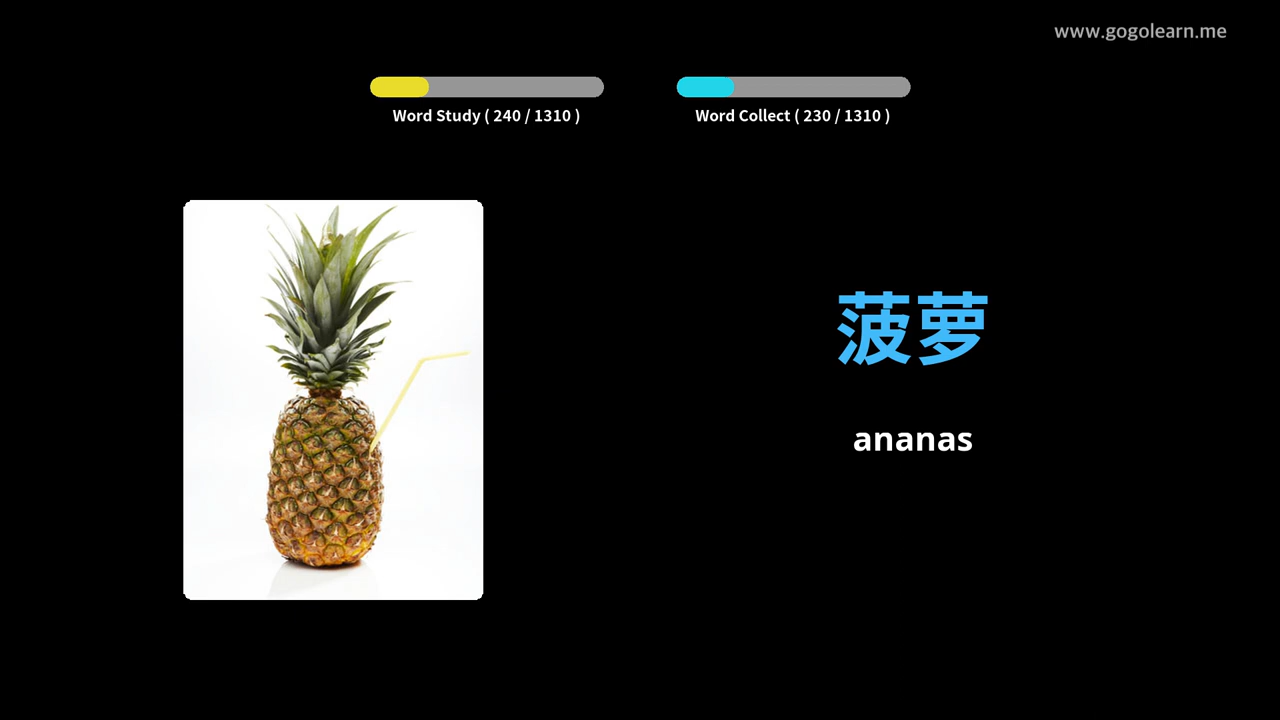 www.gogolearn.me
Word Study ( 240 / 1310 )
Word Collect ( 230 / 1310 )
菠萝
ananas